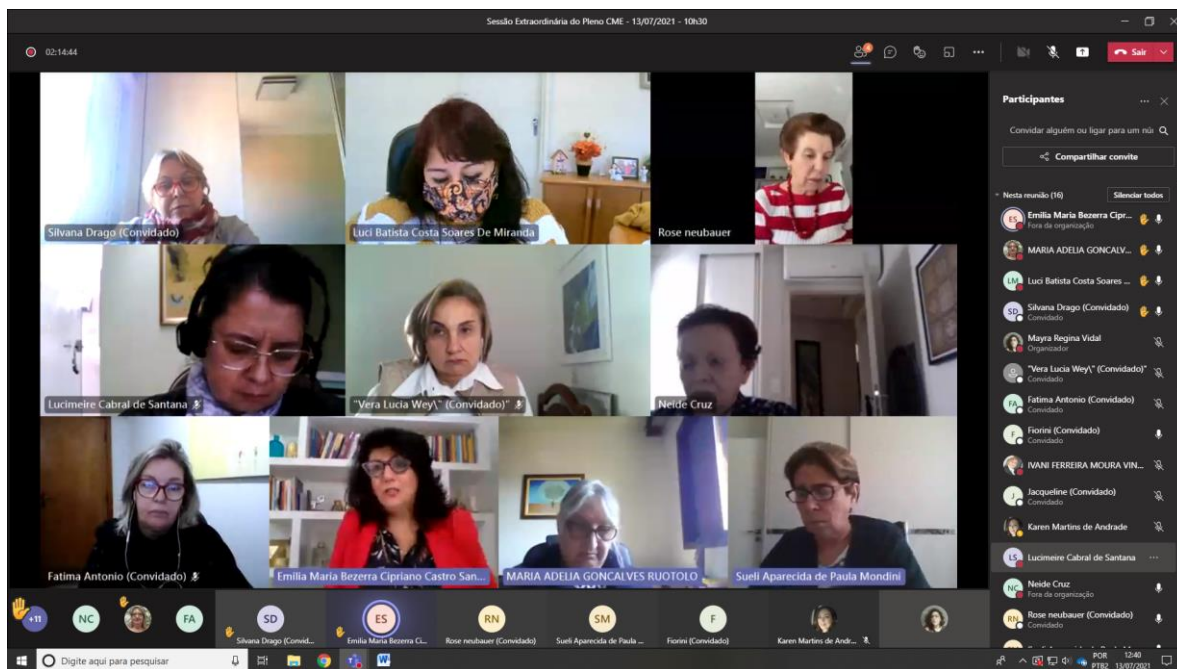 Sessão Extraordinária do Pleno CME - 13/07/2021 - 10h30
02:14:44
4
Sair
Silvana Drago (Convidado)
Luci Batista Costa Soares De Miranda
Rose neubauer
Lucimeire Cabral de Santana
"Vera Lucia Wey\" (Convidado)"
Neide Cruz
Fatima Antonio (Convidado)
Emilia Maria Bezerra Cipriano Castro San...
MARIA ADELIA GONCALVES RUOTOLO
Sueli Aparecida de Paula Mondini
Participantes
Convidar alguém ou ligar para um nú
Compartilhar convite
Nesta reunião (16)
Silenciar todos
ES
Emilia Maria Bezerra Cipr...
Fora da organização
MARIA ADELIA GONCALV...
LM
Luci Batista Costa Soares ...
SD
Silvana Drago (Convidado)
Convidado
Mayra Regina Vidal
Organizador
"Vera Lucia Wey\" (Convidado)"
Convidado
FA
Fatima Antonio (Convidado)
Convidado
F
Fiorini (Convidado)
Convidado
IVANI FERREIRA MOURA VIN...
J
Jacqueline (Convidado)
Convidado
Karen Martins de Andrade
LS
Lucimeire Cabral de Santana
NC
Neide Cruz
Fora da organização
RN
Rose neubauer (Convidado)
Convidado
+11
NC
FA
SD
Silvana Drago (Convid...
ES
Emilia Maria Bezerra Ci...
RN
Rose neubauer (Convidado)
SM
Sueli Aparecida de Paula ...
F
Fiorini (Convidado)
Karen Martins de Andr...
Digite aqui para pesquisar
POR
PTB2
12:40
13/07/2021